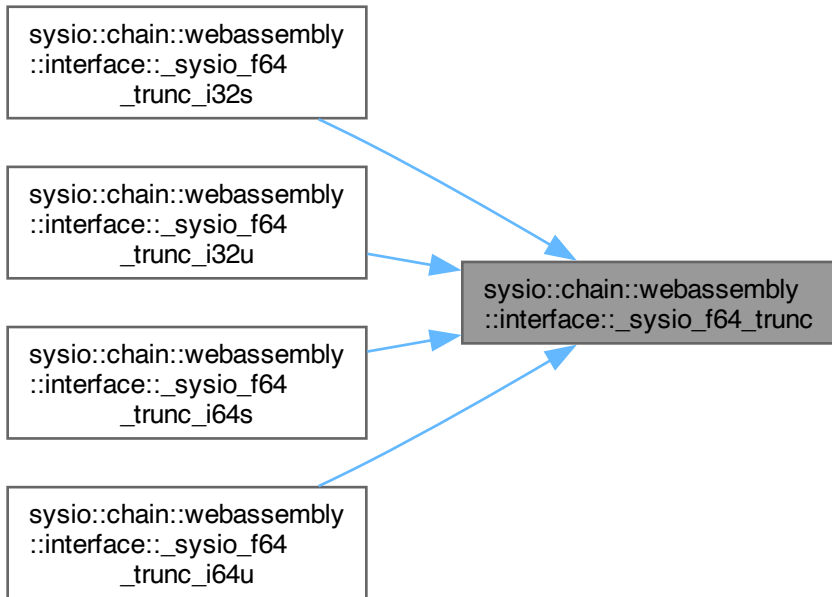 sysio::chain::webassembly
::interface::_sysio_f64
_trunc_i32s
sysio::chain::webassembly
::interface::_sysio_f64
_trunc_i32u
sysio::chain::webassembly
::interface::_sysio_f64_trunc
sysio::chain::webassembly
::interface::_sysio_f64
_trunc_i64s
sysio::chain::webassembly
::interface::_sysio_f64
_trunc_i64u